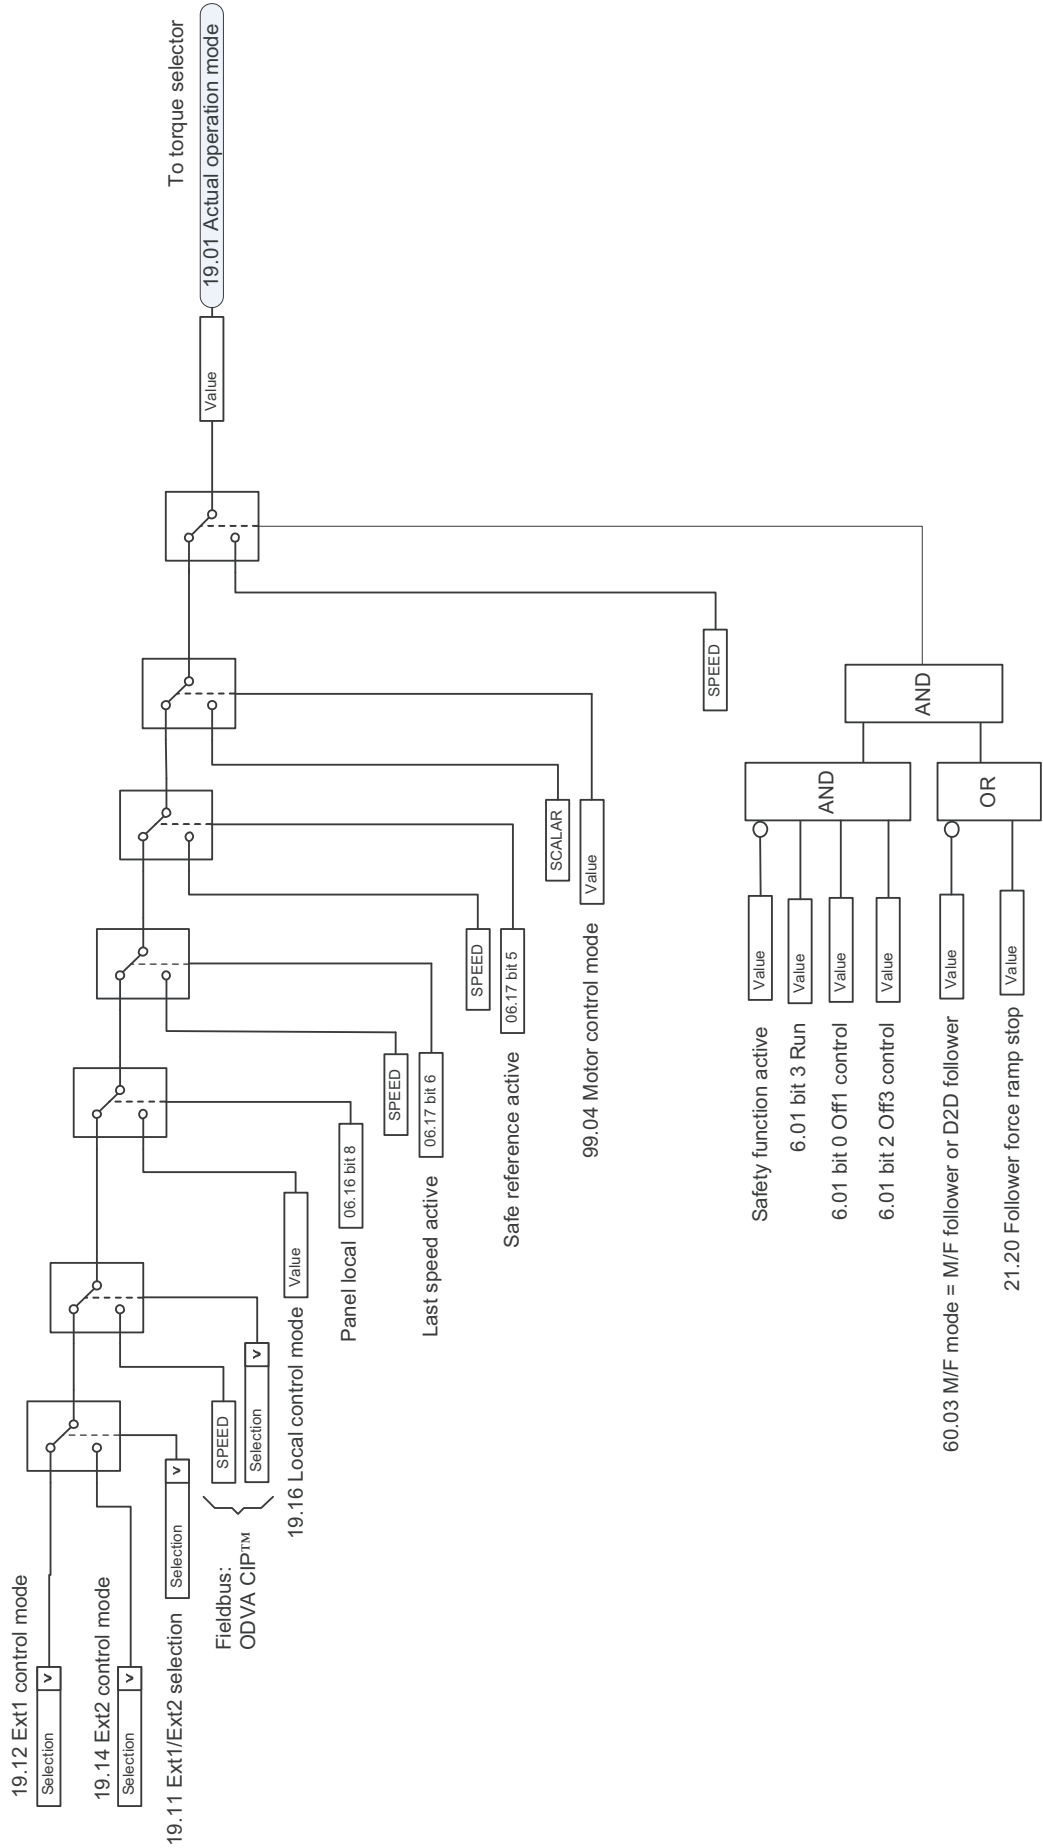 19.12 Ext1 control mode
Selection
v
19.14 Ext2 control mode
Selection
v
19.11 Ext1/Ext2 selection
Selection
v
Fieldbus:
ODVA CIP™
SPEED
Selection
v
19.16 Local control mode
Value
Panel local
06.16 bit 8
SPEED
Last speed active
06.17 bit 6
SPEED
Safe reference active
06.17 bit 5
SCALAR
99.04 Motor control mode
Value
SPEED
Safety function active
Value
6.01 bit 3 Run
Value
6.01 bit 0 Off1 control
Value
6.01 bit 2 Off3 control
Value
AND
60.03 M/F mode = M/F follower or D2D follower
Value
21.20 Follower force ramp stop
Value
OR
AND
Value
To torque selector
19.01 Actual operation mode